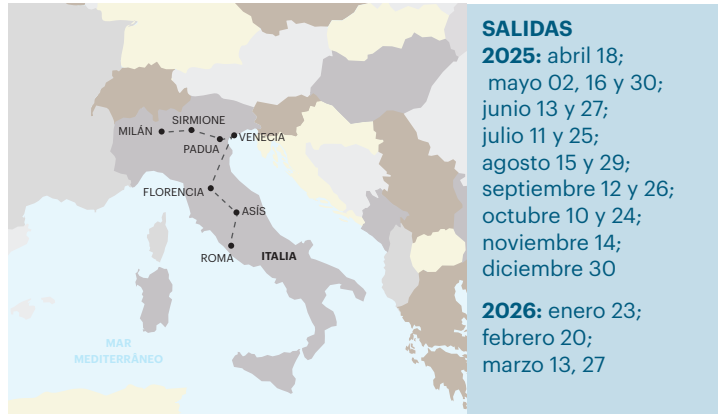 SIRMIONE
MILÁN
VENECIA
PADUA
FLORENCIA
ASÍS
ROMA
ITALIA
MAR
MEDITERRÁNEO
SALIDAS
2025: abril 18;
mayo 02, 16 y 30;
junio 13 y 27;
julio 11 y 25;
agosto 15 y 29;
septiembre 12 y 26;
octubre 10 y 24;
noviembre 14;
diciembre 30
2026: enero 23;
febrero 20;
marzo 13, 27